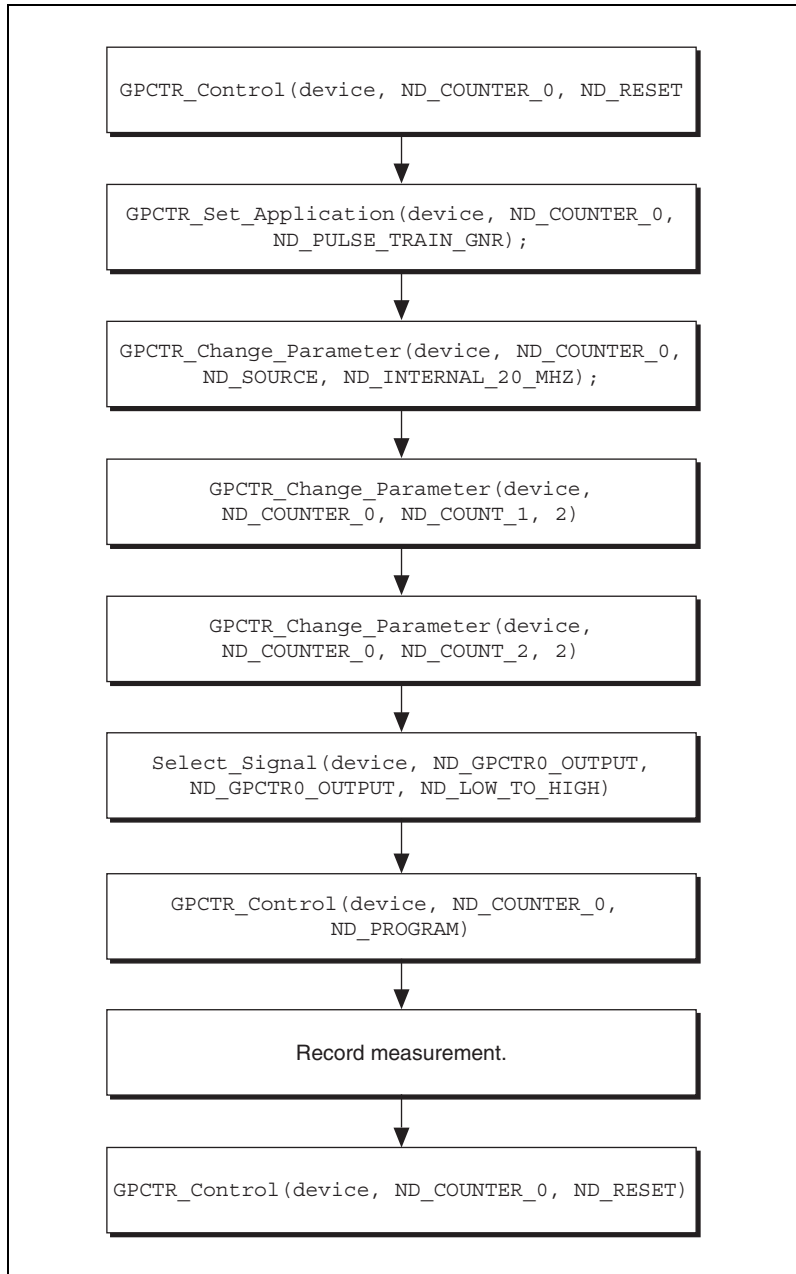 GPCTR_Control(device, ND_COUNTER_0, ND_RESET
GPCTR_Set_Application(device, ND_COUNTER_0,
ND_PULSE_TRAIN_GNR);
GPCTR_Change_Parameter(device, ND_COUNTER_0,
ND_SOURCE, ND_INTERNAL_20_MHZ);
GPCTR_Change_Parameter(device,
ND_COUNTER_0, ND_COUNT_1, 2)
GPCTR_Change_Parameter(device,
ND_COUNTER_0, ND_COUNT_2, 2)
Select_Signal(device, ND_GPCTR0_OUTPUT,
ND_GPCTR0_OUTPUT, ND_LOW_TO_HIGH)
GPCTR_Control(device, ND_COUNTER_0,
ND_PROGRAM)
Record measurement.
GPCTR_Control(device, ND_COUNTER_0, ND_RESET)